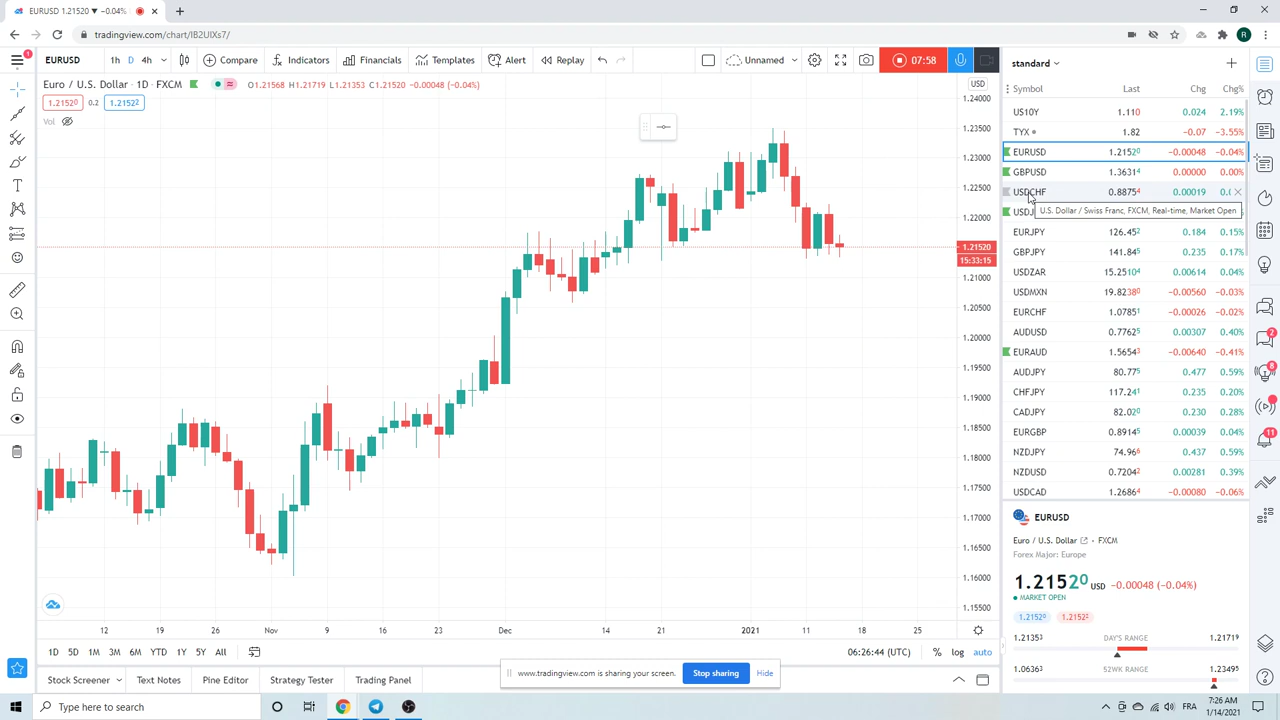 EURUSD 1.21520 ▼ −0.04%
tradingview.com/chart/IB2UIXs7/
R
1
EURUSD 1h D 4h Compare Indicators Financials Templates Alert Replay Unnamed 07:58
standard
Euro / U.S. Dollar · 1D · FXCM O1.21568 H1.21719 L1.21353 C1.21520 −0.00048 (−0.04%)
1.21520 0.2 1.21522
Vol
USD
1.24000
1.23500
1.23000
1.22500
1.22000
1.21520
15:33:15
1.21000
1.20500
1.20000
1.19500
1.19000
1.18500
1.18000
1.17500
1.17000
1.16500
1.16000
1.15500
12 19 26 Nov 9 16 23 Dec 14 21 2021 11 18 25
1D 5D 1M 3M 6M YTD 1Y 5Y All 06:26:44 (UTC) % log auto
www.tradingview.com is sharing your screen. Stop sharing Hide
Stock Screener Text Notes Pine Editor Strategy Tester Trading Panel
Symbol Last Chg Chg%
US10Y 1.110 0.024 2.19%
TYX 1.82 −0.07 −3.55%
EURUSD 1.21520 −0.00048 −0.04%
GBPUSD 1.36314 0.00000 0.00%
USDCHF 0.88754 0.00019
U.S. Dollar / Swiss Franc, FXCM, Real-time, Market Open
EURJPY 126.452 0.184 0.15%
GBPJPY 141.845 0.235 0.17%
USDZAR 15.25104 0.00614 0.04%
USDMXN 19.82380 −0.00560 −0.03%
EURCHF 1.07851 −0.00026 −0.02%
AUDUSD 0.77625 0.00307 0.40%
EURAUD 1.56543 −0.00640 −0.41%
AUDJPY 80.775 0.477 0.59%
CHFJPY 117.241 0.235 0.20%
CADJPY 82.020 0.230 0.28%
EURGBP 0.89145 0.00039 0.04%
NZDJPY 74.966 0.437 0.59%
NZDUSD 0.72042 0.00281 0.39%
USDCAD 1.26864 −0.00080 −0.06%
EURUSD
Euro / U.S. Dollar · FXCM
Forex Major: Europe
1.21520 USD −0.00048 (−0.04%)
MARKET OPEN
1.21520 1.21522
1.21353 DAY'S RANGE 1.21719
1.06363 52WK RANGE 1.23495
2
6
11
Type here to search
FRA
7:26 AM
1/14/2021